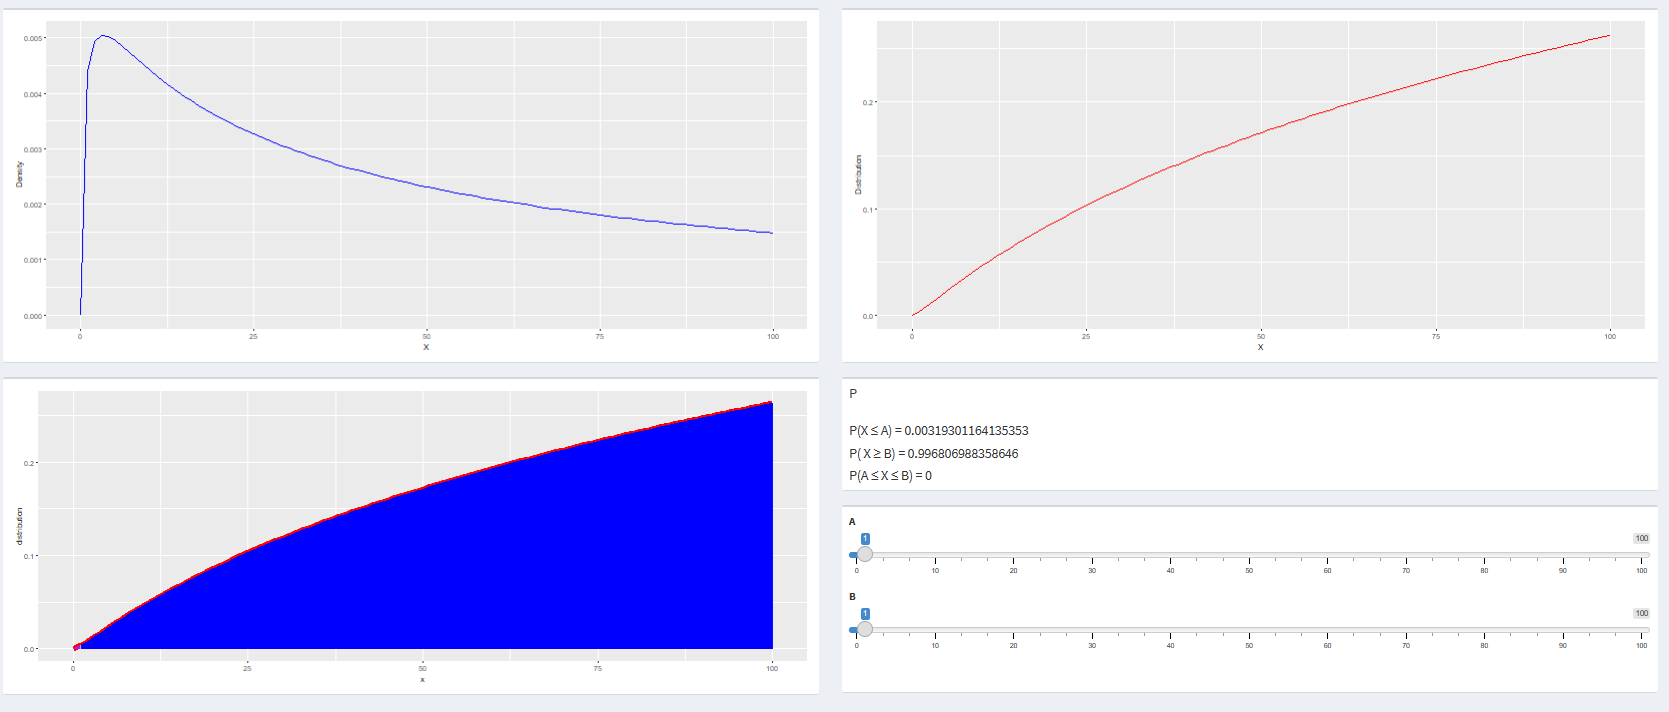 0.005
0.004
0.003
0.002
0.001
0.000
Density
0
25
50
75
100
X
0.2
0.1
0.0
Distribution
0
25
50
75
100
X
0.2
0.1
0.0
distribution
0
25
50
75
100
x
P
P(X ≤ A) = 0.00319301164135353
P( X ≥ B) = 0.996806988358646
P(A ≤ X ≤ B) = 0
A
1 100
0 10 20 30 40 50 60 70 80 90 100
B
1 100
0 10 20 30 40 50 60 70 80 90 100